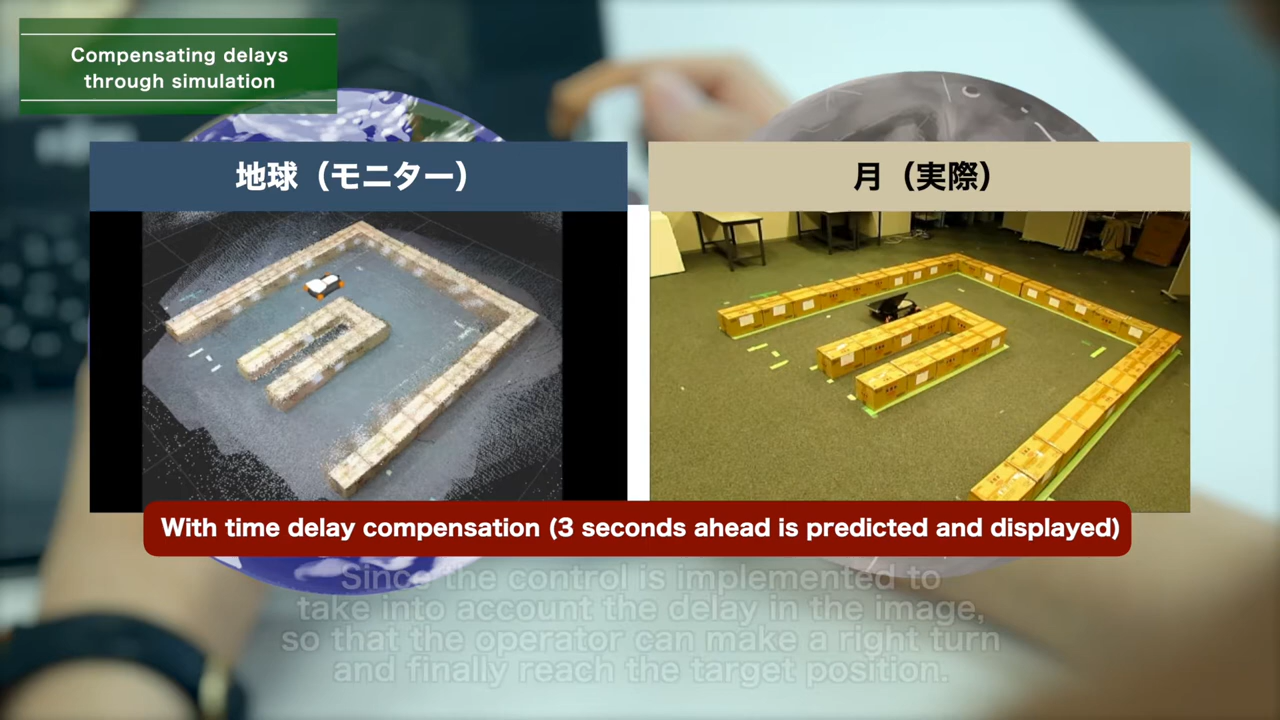 Compensating delays
through simulation
地球（モニター）
月（実際）
With time delay compensation (3 seconds ahead is predicted and displayed)
Since the control is implemented to
take into account the delay in the image,
so that the operator can make a right turn
and finally reach the target position.